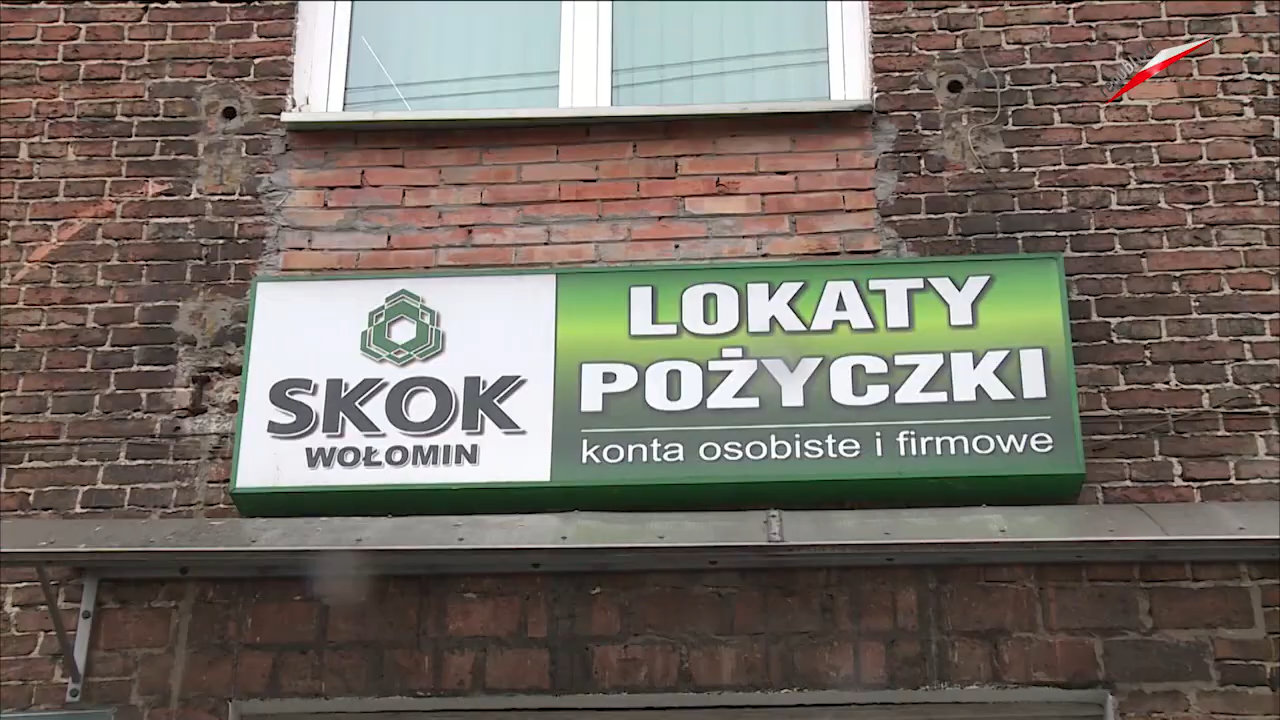 SKOK
WOŁOMIN
LOKATY
POŻYCZKI
konta osobiste i firmowe